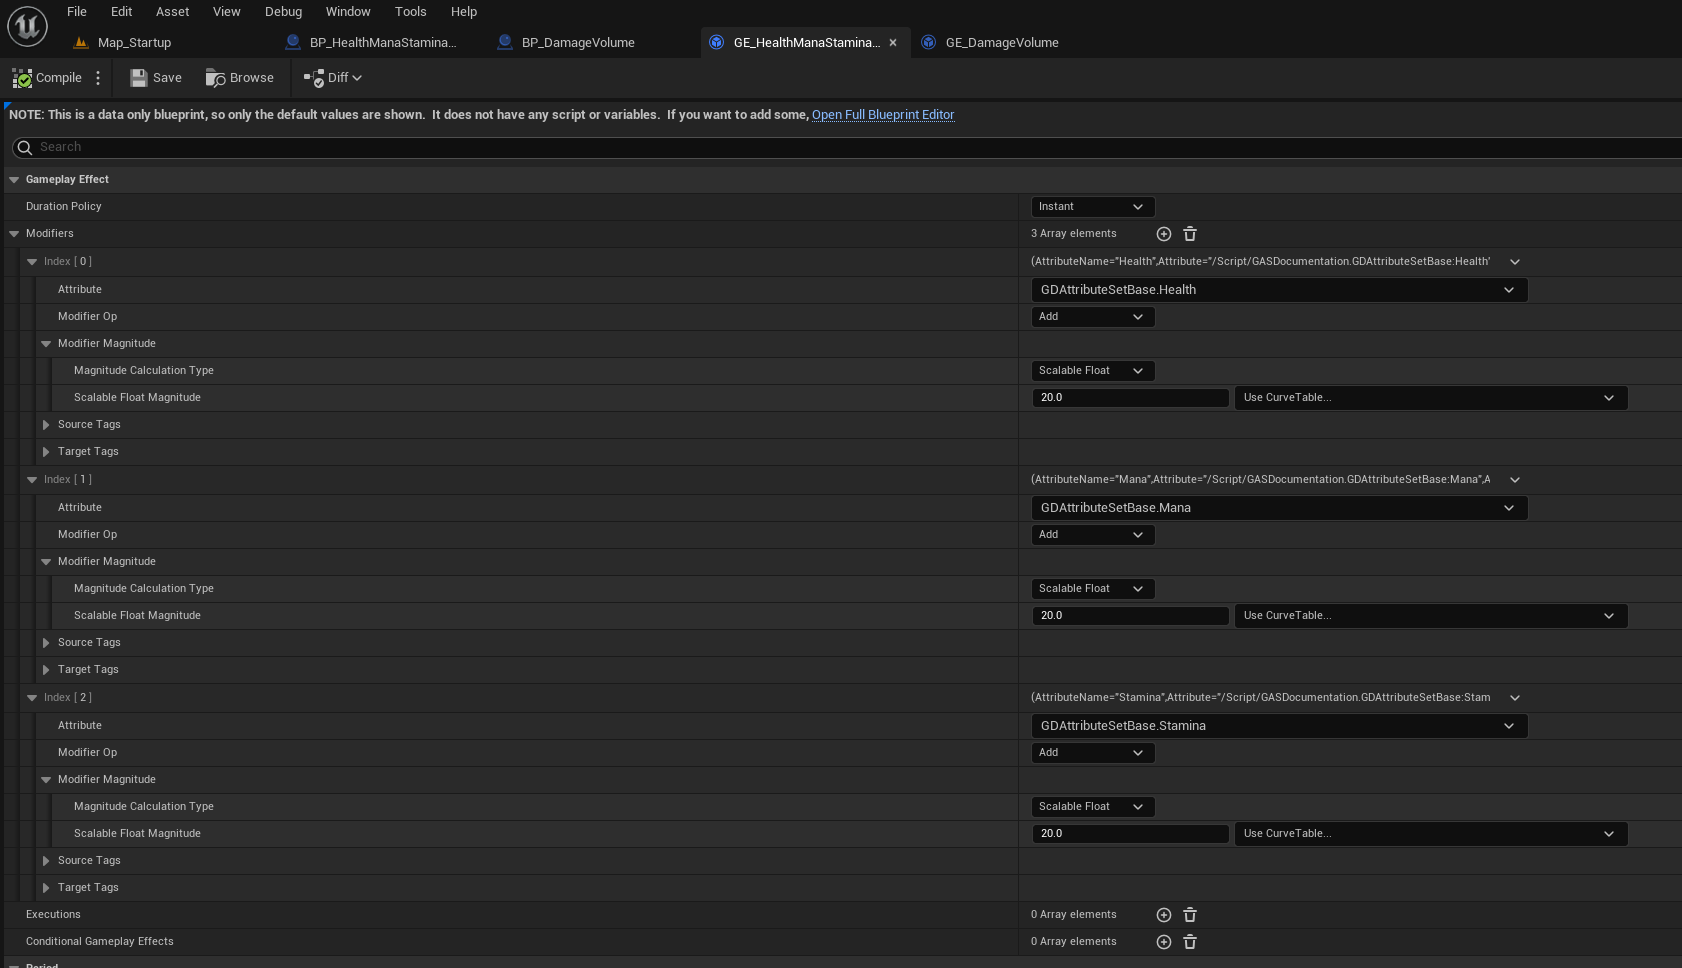 File Edit Asset View Debug Window Tools Help
Map_Startup BP_HealthManaStamina... BP_DamageVolume GE_HealthManaStamina... GE_DamageVolume
Compile Save Browse Diff
NOTE: This is a data only blueprint, so only the default values are shown. It does not have any script or variables. If you want to add some, Open Full Blueprint Editor
Search
Gameplay Effect
Duration Policy Instant
Modifiers 3 Array elements
Index [ 0 ] (AttributeName="Health",Attribute="/Script/GASDocumentation.GDAttributeSetBase:Health"
Attribute GDAttributeSetBase.Health
Modifier Op Add
Modifier Magnitude
Magnitude Calculation Type Scalable Float
Scalable Float Magnitude 20.0 Use CurveTable...
Source Tags
Target Tags
Index [ 1 ] (AttributeName="Mana",Attribute="/Script/GASDocumentation.GDAttributeSetBase:Mana",A
Attribute GDAttributeSetBase.Mana
Modifier Op Add
Modifier Magnitude
Magnitude Calculation Type Scalable Float
Scalable Float Magnitude 20.0 Use CurveTable...
Source Tags
Target Tags
Index [ 2 ] (AttributeName="Stamina",Attribute="/Script/GASDocumentation.GDAttributeSetBase:Stam
Attribute GDAttributeSetBase.Stamina
Modifier Op Add
Modifier Magnitude
Magnitude Calculation Type Scalable Float
Scalable Float Magnitude 20.0 Use CurveTable...
Source Tags
Target Tags
Executions 0 Array elements
Conditional Gameplay Effects 0 Array elements
Period